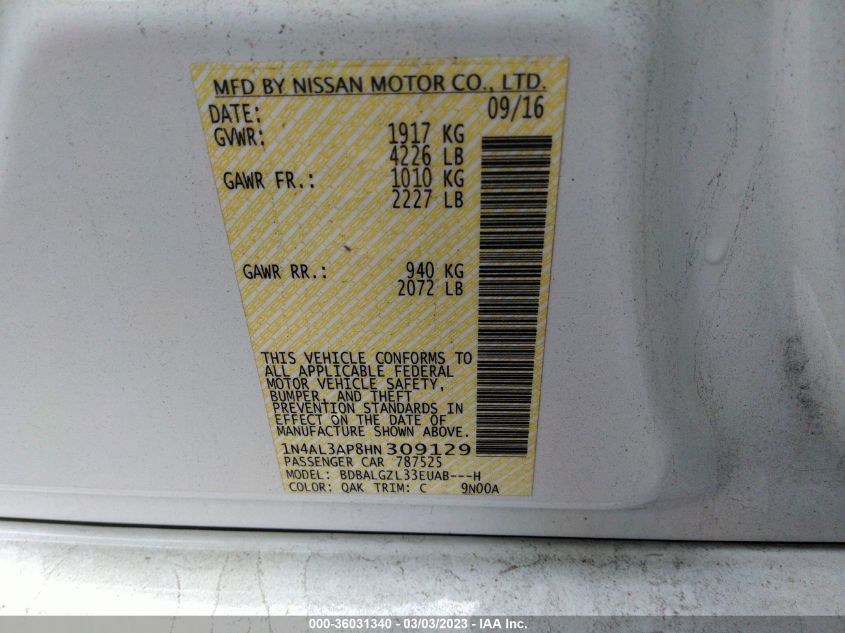 MFD BY NISSAN MOTOR CO., LTD.
DATE: 09/16
GVWR: 1917 KG
4226 LB
GAWR FR.: 1010 KG
2227 LB
GAWR RR.: 940 KG
2072 LB
THIS VEHICLE CONFORMS TO
ALL APPLICABLE FEDERAL
MOTOR VEHICLE SAFETY,
BUMPER, AND THEFT
PREVENTION STANDARDS IN
EFFECT ON THE DATE OF
MANUFACTURE SHOWN ABOVE.
1N4AL3AP8HN309129
PASSENGER CAR 787525
MODEL: BDBALGZL33EUAB---H
COLOR: QAK TRIM: C 9N00A
000-36031340 - 03/03/2023 - IAA Inc.